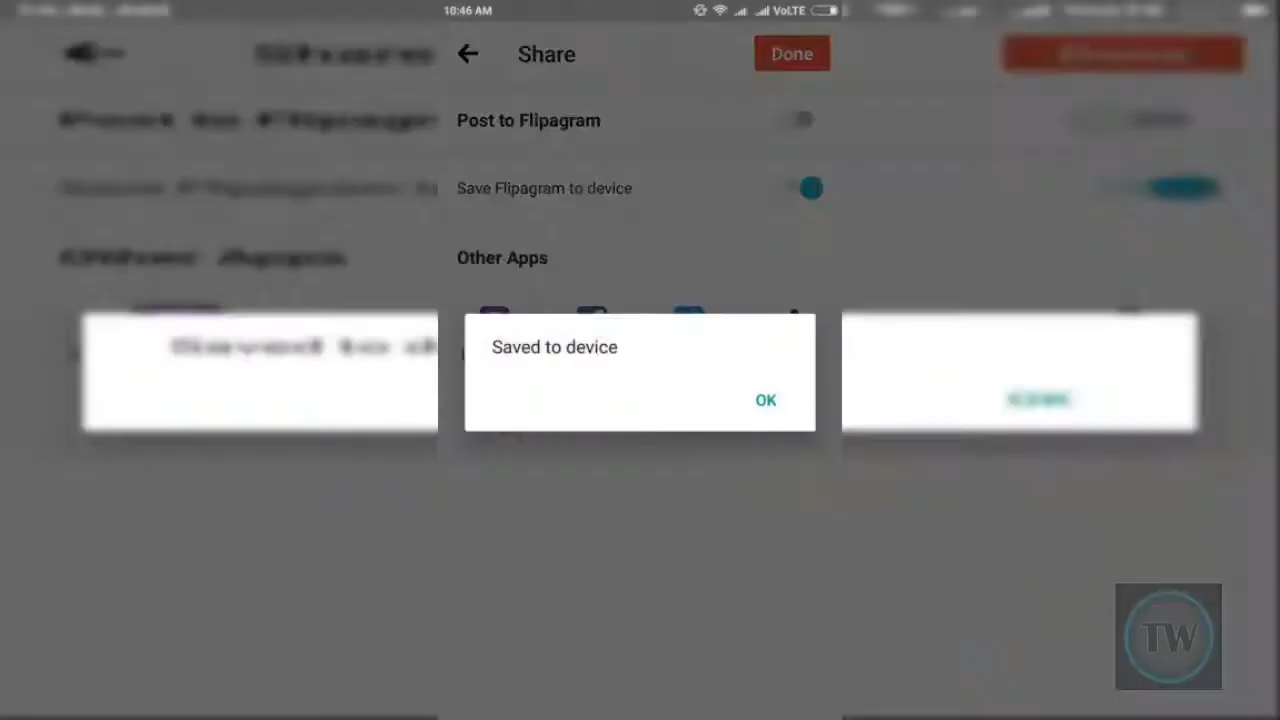 10:46 AM
VoLTE
Share
Done
Post to Flipagram
Save Flipagram to device
Other Apps
Saved to device
OK
TW